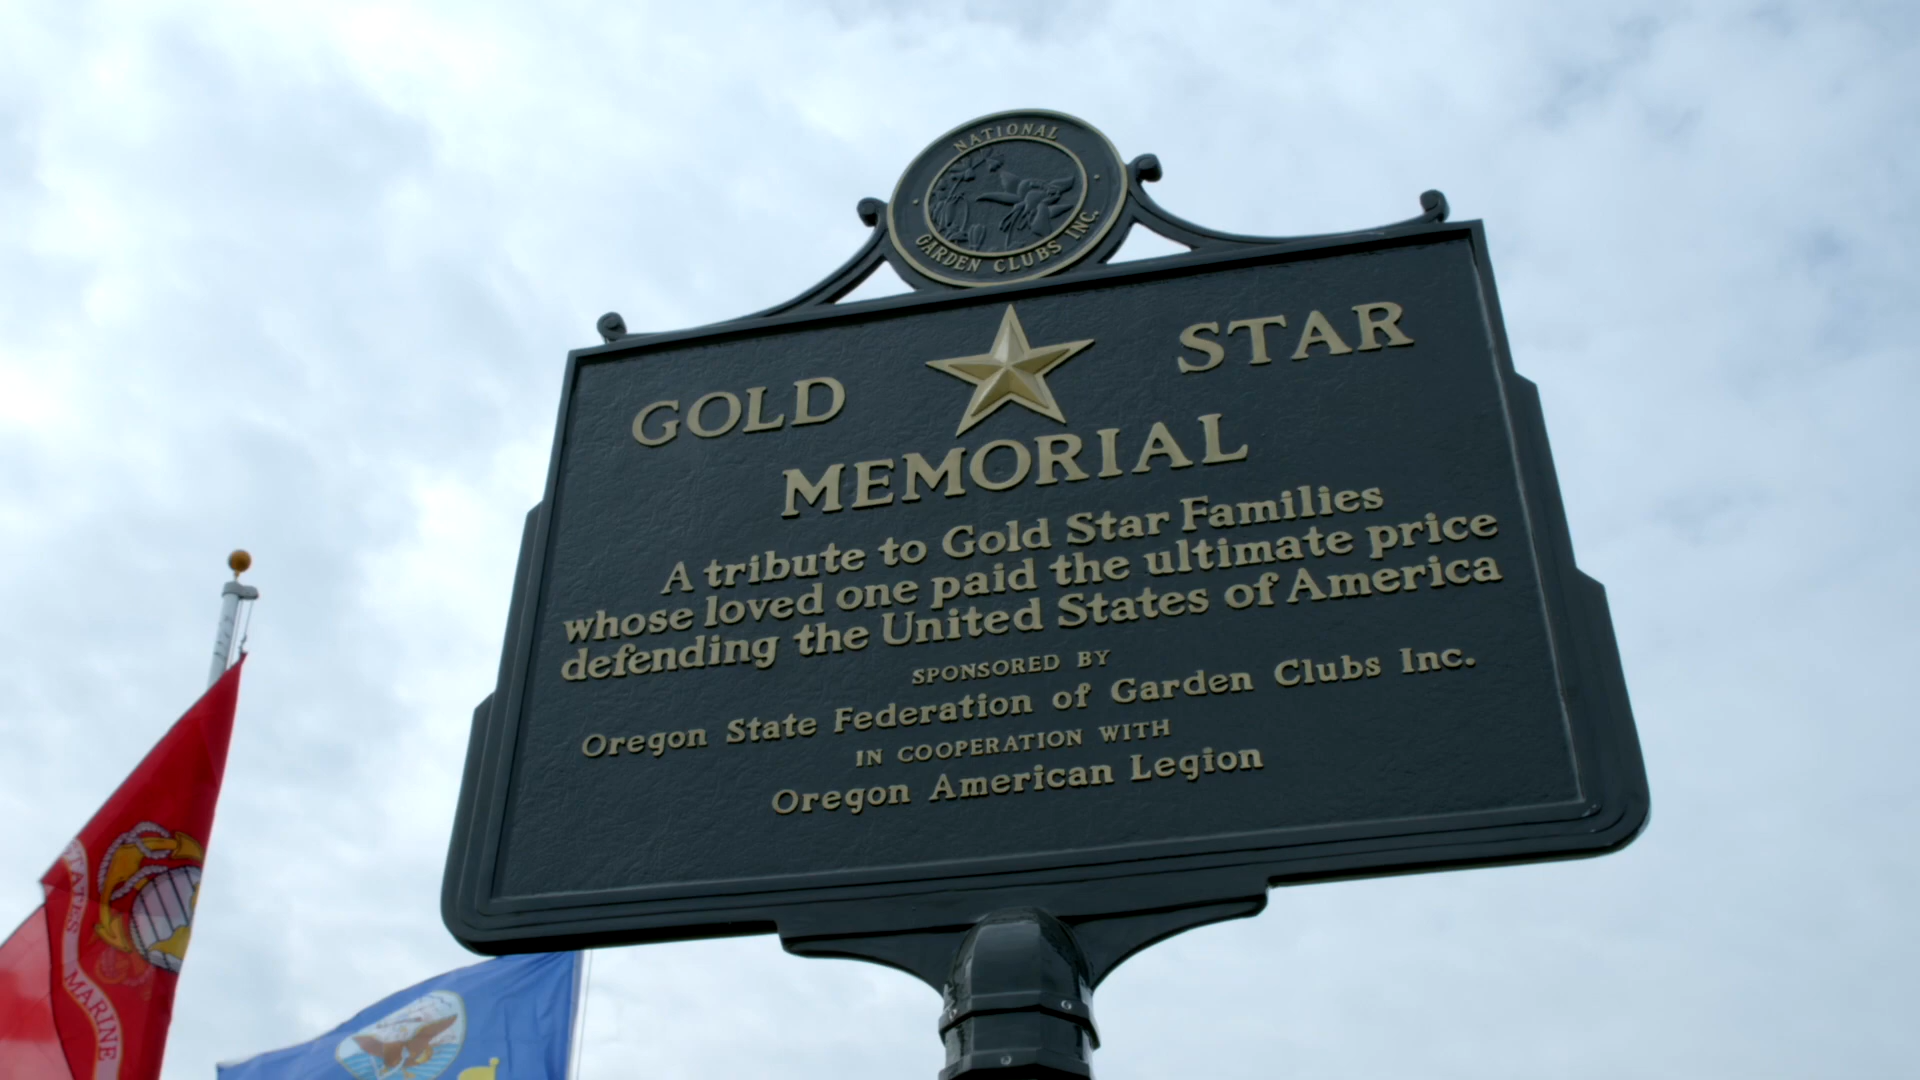 NATIONAL
GARDEN CLUBS INC.
GOLD STAR
MEMORIAL
A tribute to Gold Star Families
whose loved one paid the ultimate price
defending the United States of America
SPONSORED BY
Oregon State Federation of Garden Clubs Inc.
IN COOPERATION WITH
Oregon American Legion
MARINE